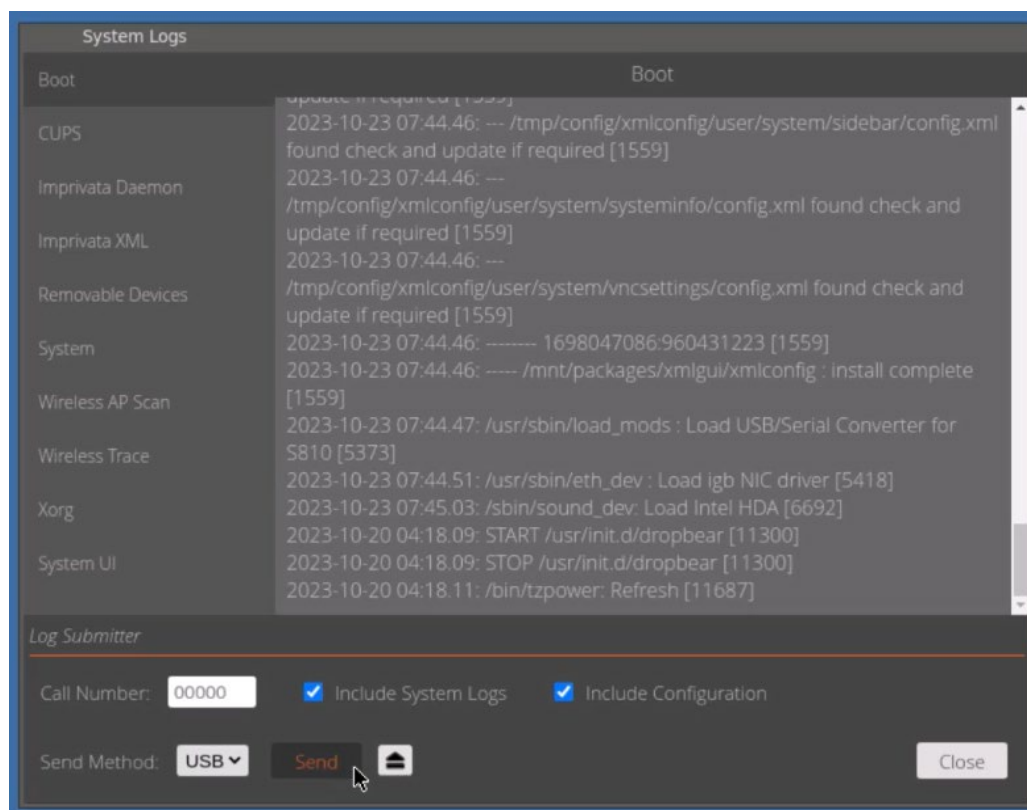 System Logs
Boot
CUPS
Imprivata Daemon
Imprivata XML
Removable Devices
System
Wireless AP Scan
Wireless Trace
Xorg
System UI
Boot
update if required [1559]
2023-10-23 07:44.46: --- /tmp/config/xmlconfig/user/system/sidebar/config.xml
found check and update if required [1559]
2023-10-23 07:44.46: ---
/tmp/config/xmlconfig/user/system/systeminfo/config.xml found check and
update if required [1559]
2023-10-23 07:44.46: ---
/tmp/config/xmlconfig/user/system/vncsettings/config.xml found check and
update if required [1559]
2023-10-23 07:44.46: -------- 1698047086:960431223 [1559]
2023-10-23 07:44.46: ----- /mnt/packages/xmlgui/xmlconfig : install complete
[1559]
2023-10-23 07:44.47: /usr/sbin/load_mods : Load USB/Serial Converter for
S810 [5373]
2023-10-23 07:44.51: /usr/sbin/eth_dev : Load igb NIC driver [5418]
2023-10-23 07:45.03: /sbin/sound_dev: Load Intel HDA [6692]
2023-10-20 04:18.09: START /usr/init.d/dropbear [11300]
2023-10-20 04:18.09: STOP /usr/init.d/dropbear [11300]
2023-10-20 04:18.11: /bin/tzpower: Refresh [11687]
Log Submitter
Call Number: 00000 Include System Logs Include Configuration
Send Method: USB Send Close